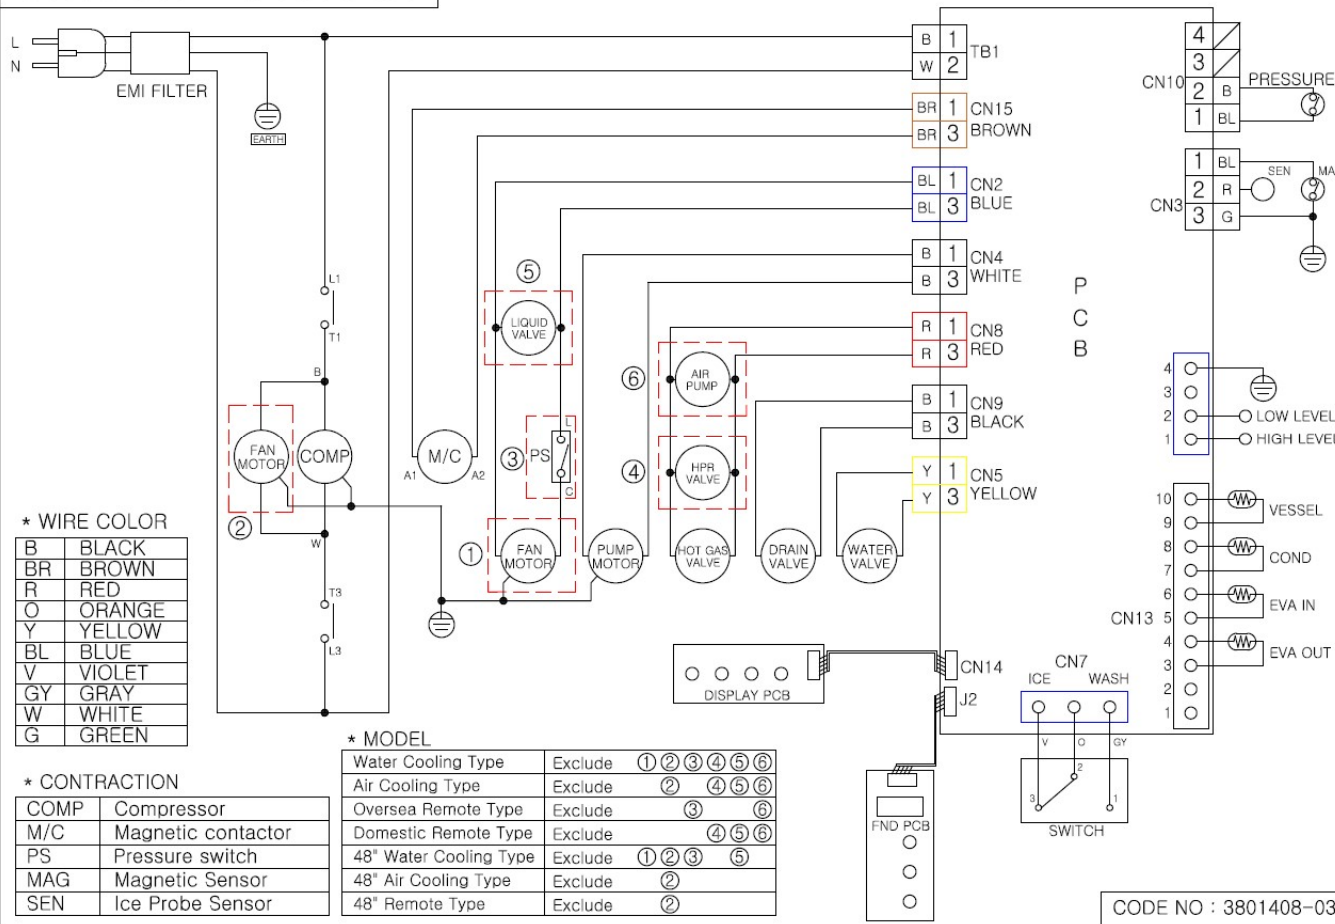 L
N
EMI FILTER
EARTH
B 1
W 2
TB1
BR 1
BR 3
CN15
BROWN
BL 1
BL 3
CN2
BLUE
B 1
B 3
CN4
WHITE
R 1
R 3
CN8
RED
B 1
B 3
CN9
BLACK
Y 1
Y 3
CN5
YELLOW
4
3
2 B
1 BL
CN10
PRESSURE
1 BL
2 R
3 G
CN3
SEN
MA
P
C
B
4
3
2
1
LOW LEVEL
HIGH LEVE
10
9
8
7
6
5
4
3
2
1
CN13
VESSEL
COND
EVA IN
EVA OUT
L1
T1
B
FAN
MOTOR
②
COMP
W
T3
L3
A1
M/C
A2
⑤
LIQUID
VALVE
③
PS
L
C
①
FAN
MOTOR
PUMP
MOTOR
⑥
AIR
PUMP
④
HPR
VALVE
HOT GAS
VALVE
DRAIN
VALVE
WATER
VALVE
DISPLAY PCB
CN14
J2
FND PCB
CN7
ICE WASH
V O GY
3 2 1
SWITCH
* WIRE COLOR
B BLACK
BR BROWN
R RED
O ORANGE
Y YELLOW
BL BLUE
V VIOLET
GY GRAY
W WHITE
G GREEN
* CONTRACTION
COMP Compressor
M/C Magnetic contactor
PS Pressure switch
MAG Magnetic Sensor
SEN Ice Probe Sensor
* MODEL
Water Cooling Type Exclude ①②③④⑤⑥
Air Cooling Type Exclude ② ④⑤⑥
Oversea Remote Type Exclude ③ ⑥
Domestic Remote Type Exclude ④⑤⑥
48" Water Cooling Type Exclude ①②③ ⑤
48" Air Cooling Type Exclude ②
48" Remote Type Exclude ②
CODE NO : 3801408-03